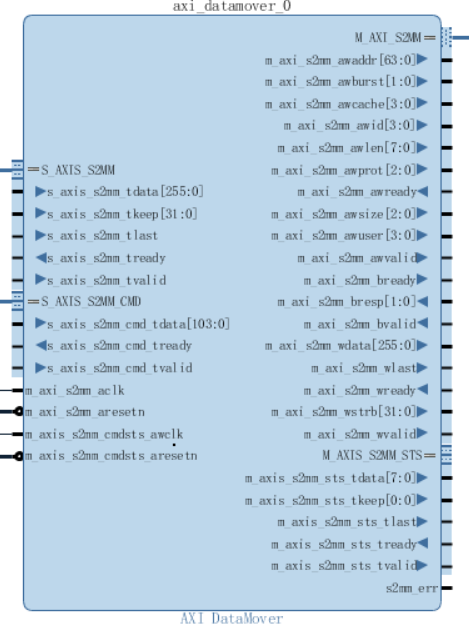 axi_datamover_0
S_AXIS_S2MM
s_axis_s2mm_tdata[255:0]
s_axis_s2mm_tkeep[31:0]
s_axis_s2mm_tlast
s_axis_s2mm_tready
s_axis_s2mm_tvalid
S_AXIS_S2MM_CMD
s_axis_s2mm_cmd_tdata[103:0]
s_axis_s2mm_cmd_tready
s_axis_s2mm_cmd_tvalid
m_axi_s2mm_aclk
m_axi_s2mm_aresetn
m_axis_s2mm_cmdsts_awclk
m_axis_s2mm_cmdsts_aresetn
M_AXI_S2MM
m_axi_s2mm_awaddr[63:0]
m_axi_s2mm_awburst[1:0]
m_axi_s2mm_awcache[3:0]
m_axi_s2mm_awid[3:0]
m_axi_s2mm_awlen[7:0]
m_axi_s2mm_awprot[2:0]
m_axi_s2mm_awready
m_axi_s2mm_awsize[2:0]
m_axi_s2mm_awuser[3:0]
m_axi_s2mm_awvalid
m_axi_s2mm_bready
m_axi_s2mm_bresp[1:0]
m_axi_s2mm_bvalid
m_axi_s2mm_wdata[255:0]
m_axi_s2mm_wlast
m_axi_s2mm_wready
m_axi_s2mm_wstrb[31:0]
m_axi_s2mm_wvalid
M_AXIS_S2MM_STS
m_axis_s2mm_sts_tdata[7:0]
m_axis_s2mm_sts_tkeep[0:0]
m_axis_s2mm_sts_tlast
m_axis_s2mm_sts_tready
m_axis_s2mm_sts_tvalid
s2mm_err
AXI DataMover